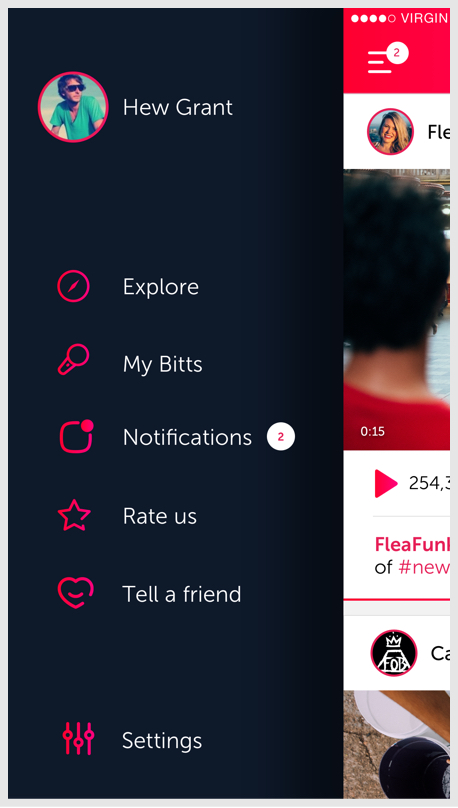 Hew Grant
Explore
My Bitts
Notifications 2
Rate us
Tell a friend
Settings
VIRGIN
2
Fle
0:15
254,3
FleaFun
of #new
FOB
Ca